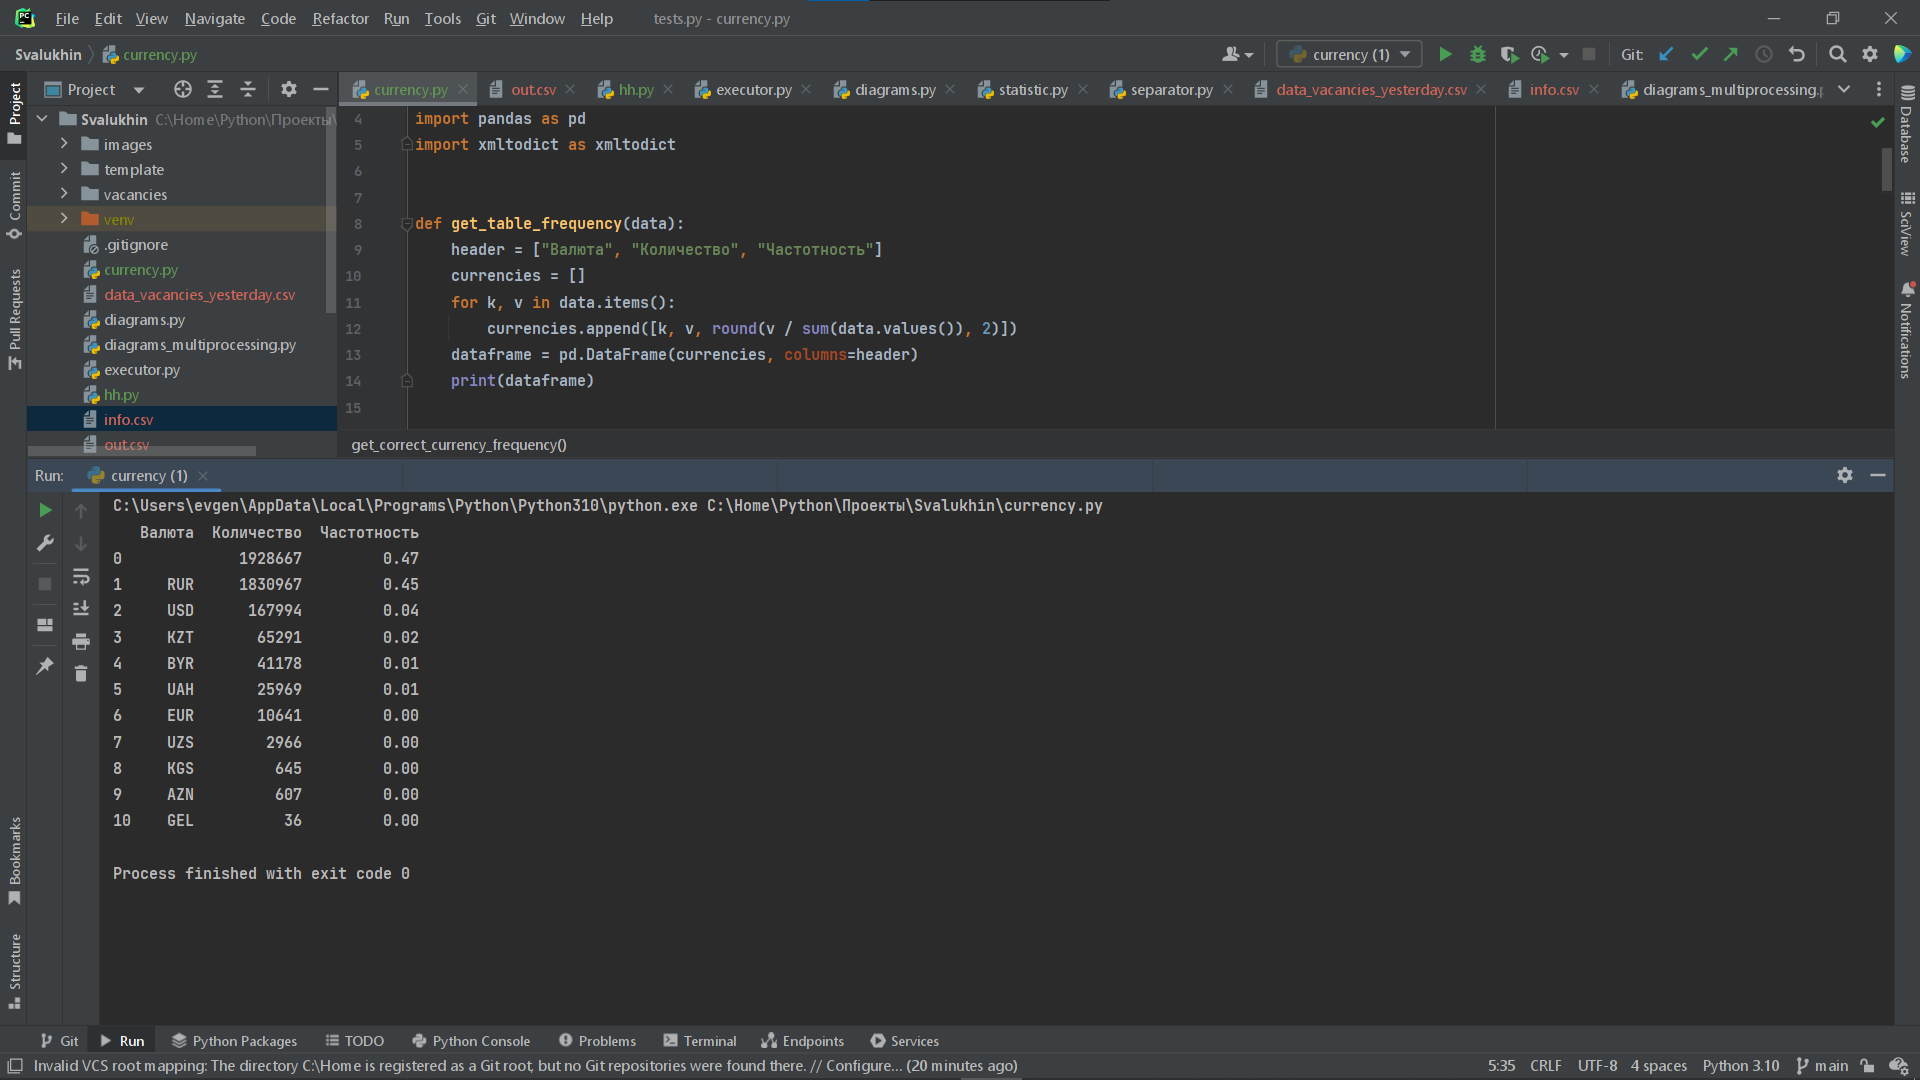 File Edit View Navigate Code Refactor Run Tools Git Window Help tests.py - currency.py
Svalukhin currency.py currency (1) Git:
Project currency.py out.csv hh.py executor.py diagrams.py statistic.py separator.py data_vacancies_yesterday.csv info.csv diagrams_multiprocessing.
Svalukhin C:\Home\Python\Проекты\
images
template
vacancies
venv
.gitignore
currency.py
data_vacancies_yesterday.csv
diagrams.py
diagrams_multiprocessing.py
executor.py
hh.py
info.csv
out.csv
4 import pandas as pd
5 import xmltodict as xmltodict
6
7
8 def get_table_frequency(data):
9 header = ["Валюта", "Количество", "Частотность"]
10 currencies = []
11 for k, v in data.items():
12 currencies.append([k, v, round(v / sum(data.values()), 2)])
13 dataframe = pd.DataFrame(currencies, columns=header)
14 print(dataframe)
15
get_correct_currency_frequency()
Project
Commit
Pull Requests
Bookmarks
Structure
Database
SciView
Notifications
Run: currency (1)
C:\Users\evgen\AppData\Local\Programs\Python\Python310\python.exe C:\Home\Python\Проекты\Svalukhin\currency.py
Валюта Количество Частотность
0 1928667 0.47
1 RUR 1830967 0.45
2 USD 167994 0.04
3 KZT 65291 0.02
4 BYR 41178 0.01
5 UAH 25969 0.01
6 EUR 10641 0.00
7 UZS 2966 0.00
8 KGS 645 0.00
9 AZN 607 0.00
10 GEL 36 0.00
Process finished with exit code 0
Git Run Python Packages TODO Python Console Problems Terminal Endpoints Services
Invalid VCS root mapping: The directory C:\Home is registered as a Git root, but no Git repositories were found there. // Configure... (20 minutes ago) 5:35 CRLF UTF-8 4 spaces Python 3.10 main